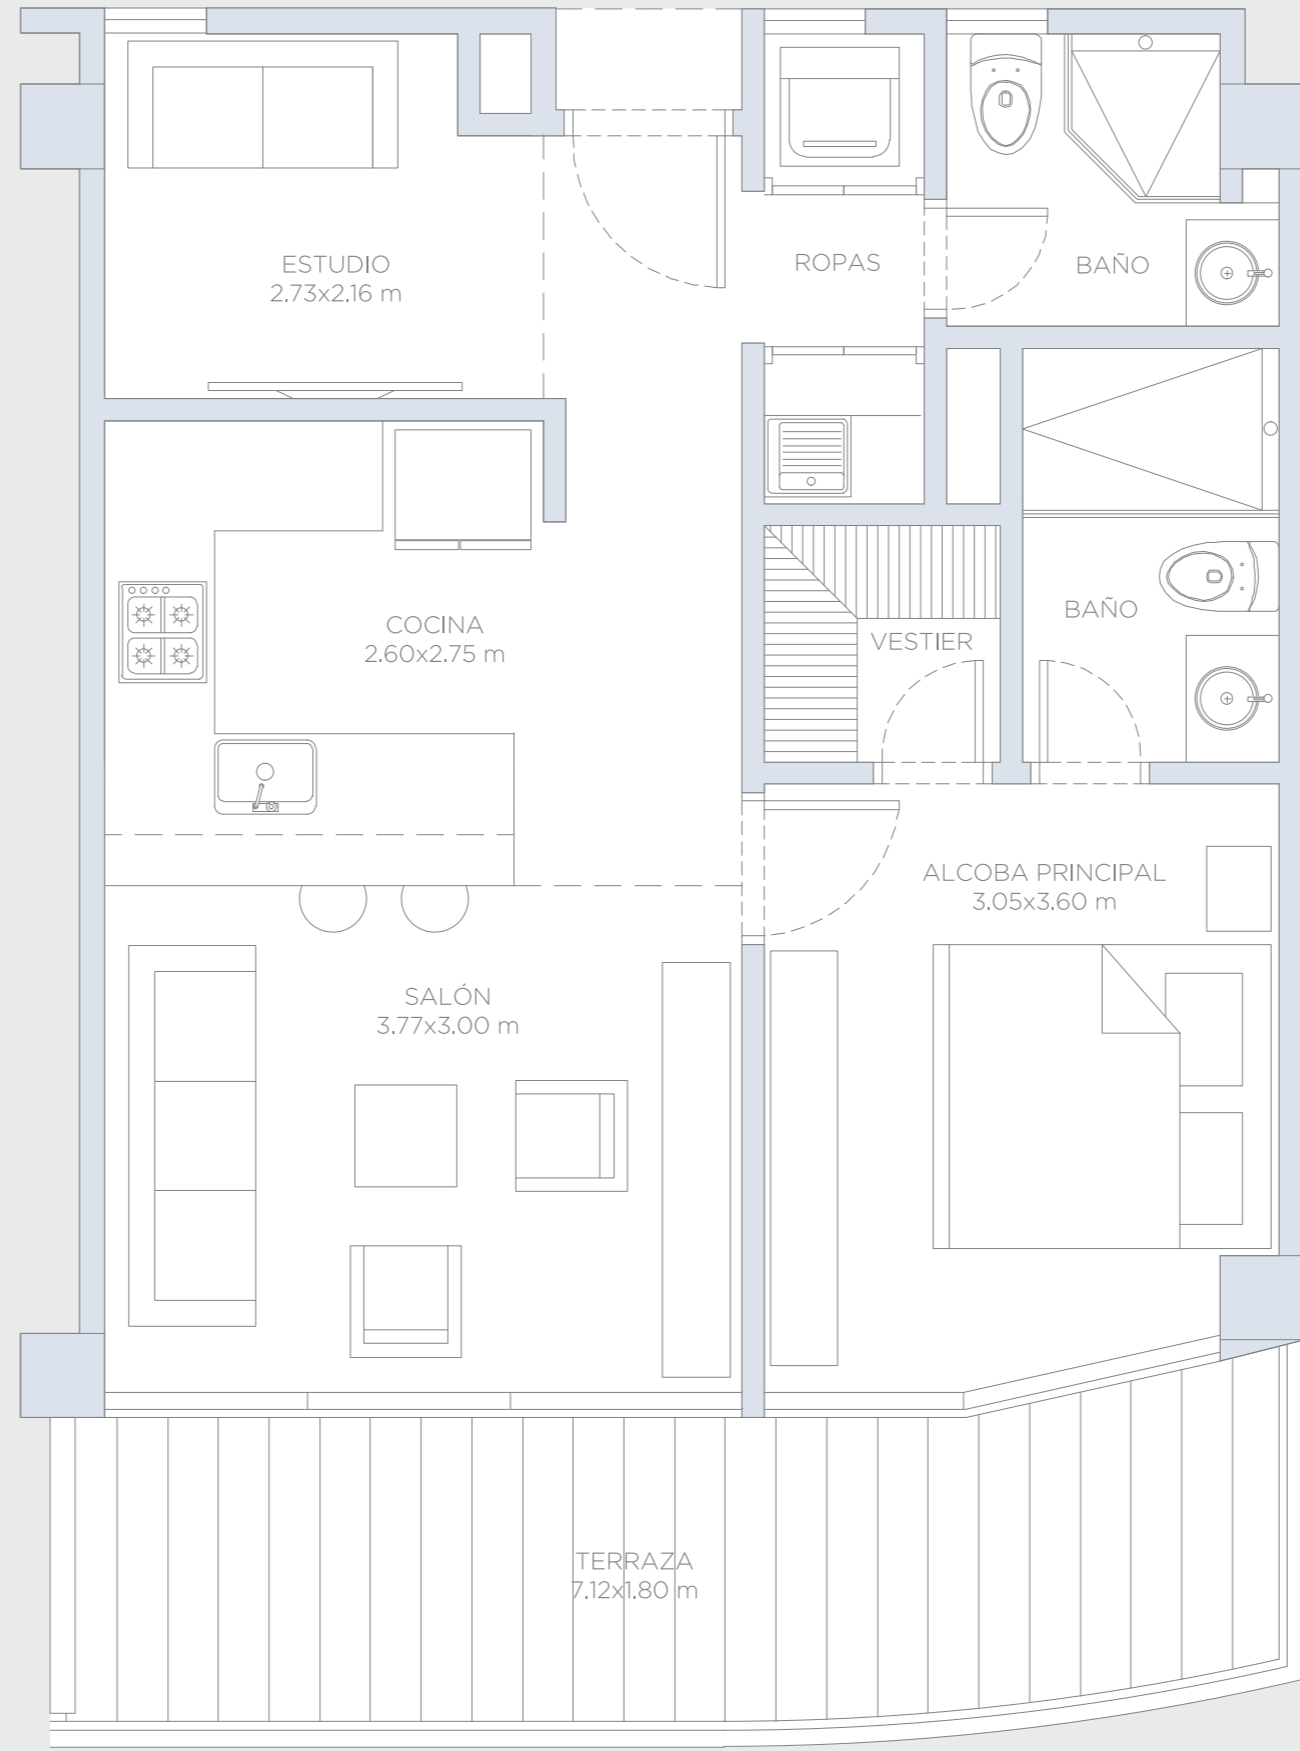 ESTUDIO
2.73x2.16 m
ROPAS
BAÑO
COCINA
2.60x2.75 m
VESTIER
BAÑO
ALCOBA PRINCIPAL
3.05x3.60 m
SALÓN
3.77x3.00 m
TERRAZA
7.12x1.80 m